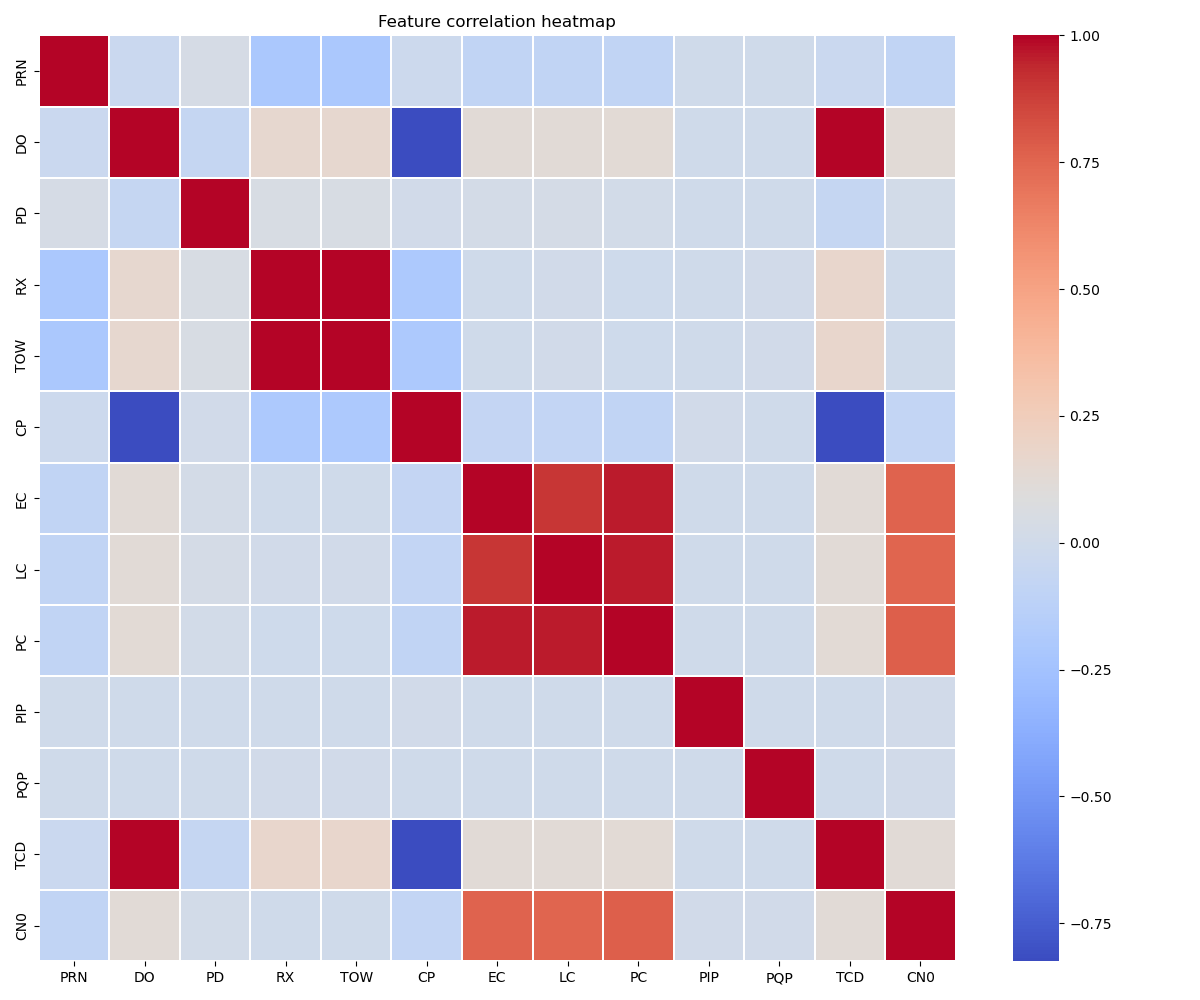 Feature correlation heatmap
PRN
DO
PD
RX
TOW
CP
EC
LC
PC
PIP
PQP
TCD
CN0
PRN DO PD RX TOW CP EC LC PC PIP PQP TCD CN0
1.00
0.75
0.50
0.25
0.00
−0.25
−0.50
−0.75